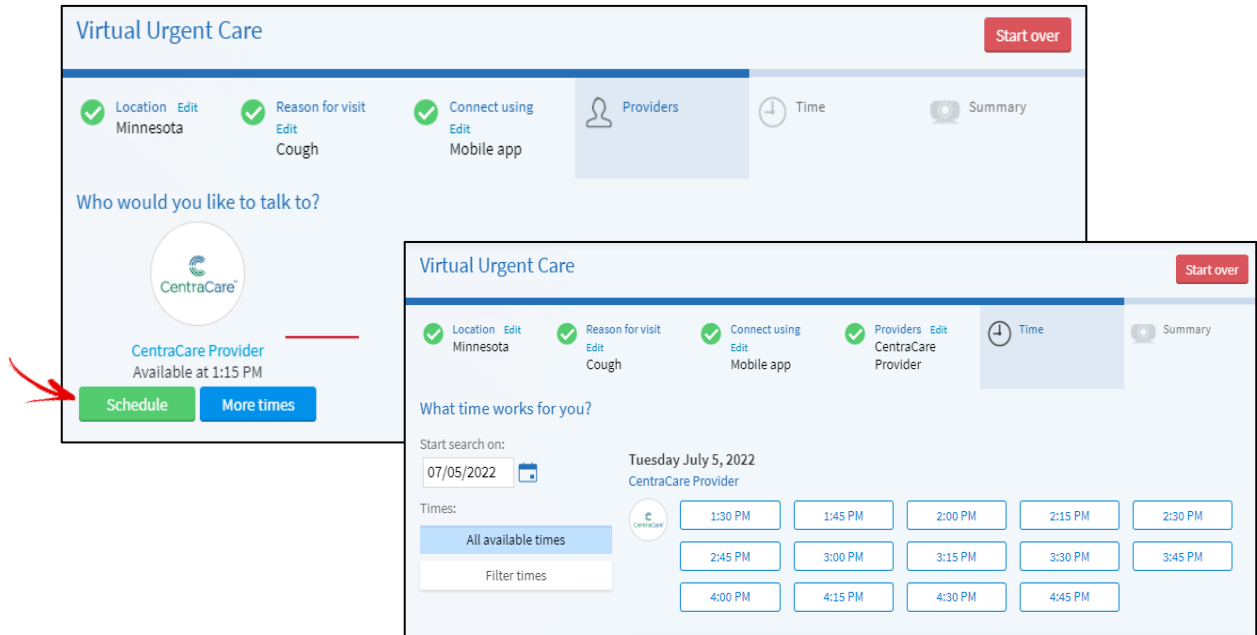 Virtual Urgent Care
Start over
Location Edit
Minnesota
Reason for visit
Edit
Cough
Connect using
Edit
Mobile app
Providers
Time
Summary
Who would you like to talk to?
CentraCare™
CentraCare Provider
Available at 1:15 PM
Schedule More times
Virtual Urgent Care
Start over
Location Edit
Minnesota
Reason for visit
Edit
Cough
Connect using
Edit
Mobile app
Providers Edit
CentraCare
Provider
Time
Summary
What time works for you?
Start search on:
07/05/2022
Times:
All available times
Filter times
Tuesday July 5, 2022
CentraCare Provider
CentraCare
1:30 PM 1:45 PM 2:00 PM 2:15 PM 2:30 PM
2:45 PM 3:00 PM 3:15 PM 3:30 PM 3:45 PM
4:00 PM 4:15 PM 4:30 PM 4:45 PM